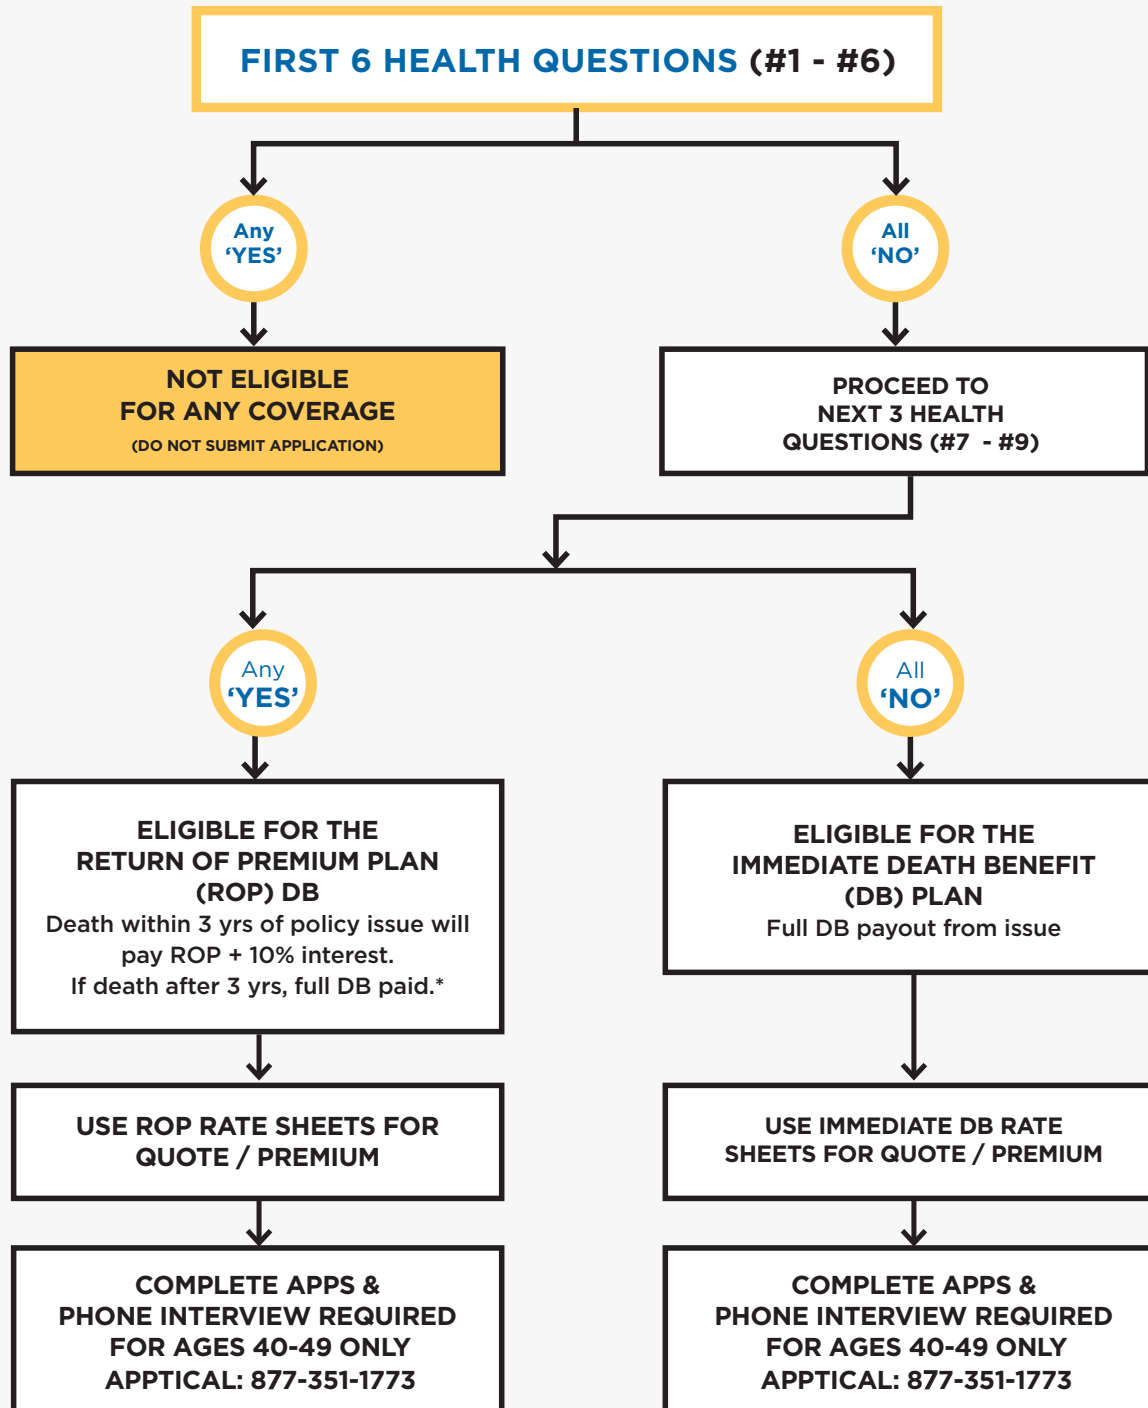 FIRST 6 HEALTH QUESTIONS (#1 - #6)
Any
‘YES’
All
‘NO’
NOT ELIGIBLE
FOR ANY COVERAGE
(DO NOT SUBMIT APPLICATION)
PROCEED TO
NEXT 3 HEALTH
QUESTIONS (#7 - #9)
Any
‘YES’
All
‘NO’
ELIGIBLE FOR THE
RETURN OF PREMIUM PLAN
(ROP) DB
Death within 3 yrs of policy issue will
pay ROP + 10% interest.
If death after 3 yrs, full DB paid.*
ELIGIBLE FOR THE
IMMEDIATE DEATH BENEFIT
(DB) PLAN
Full DB payout from issue
USE ROP RATE SHEETS FOR
QUOTE / PREMIUM
USE IMMEDIATE DB RATE
SHEETS FOR QUOTE / PREMIUM
COMPLETE APPS &
PHONE INTERVIEW REQUIRED
FOR AGES 40-49 ONLY
APPTICAL: 877-351-1773
COMPLETE APPS &
PHONE INTERVIEW REQUIRED
FOR AGES 40-49 ONLY
APPTICAL: 877-351-1773